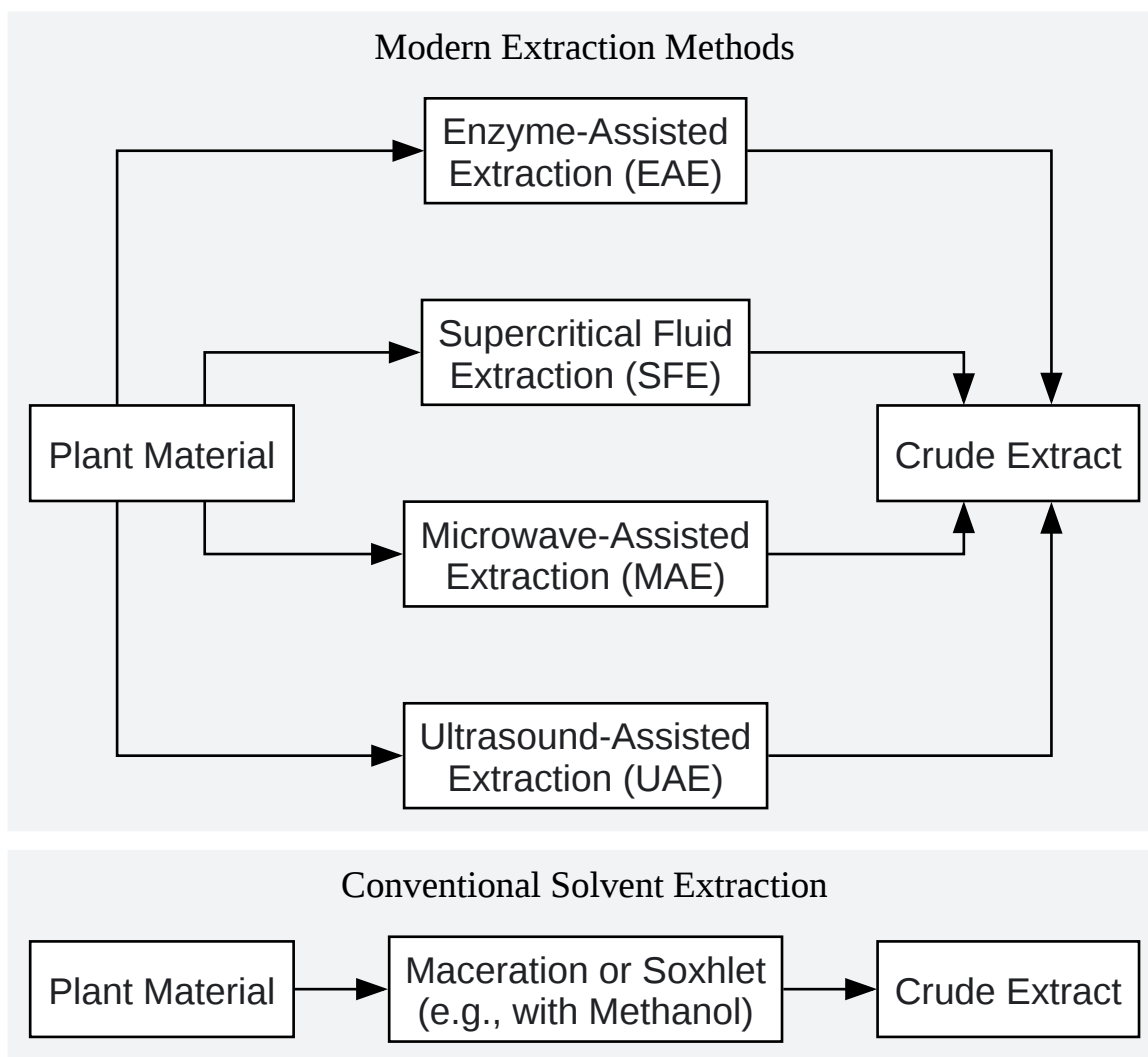 Modern Extraction Methods
Enzyme-Assisted
Extraction (EAE)
Supercritical Fluid
Extraction (SFE)
Plant Material
Crude Extract
Microwave-Assisted
Extraction (MAE)
Ultrasound-Assisted
Extraction (UAE)
Conventional Solvent Extraction
Plant Material
Maceration or Soxhlet
(e.g., with Methanol)
Crude Extract